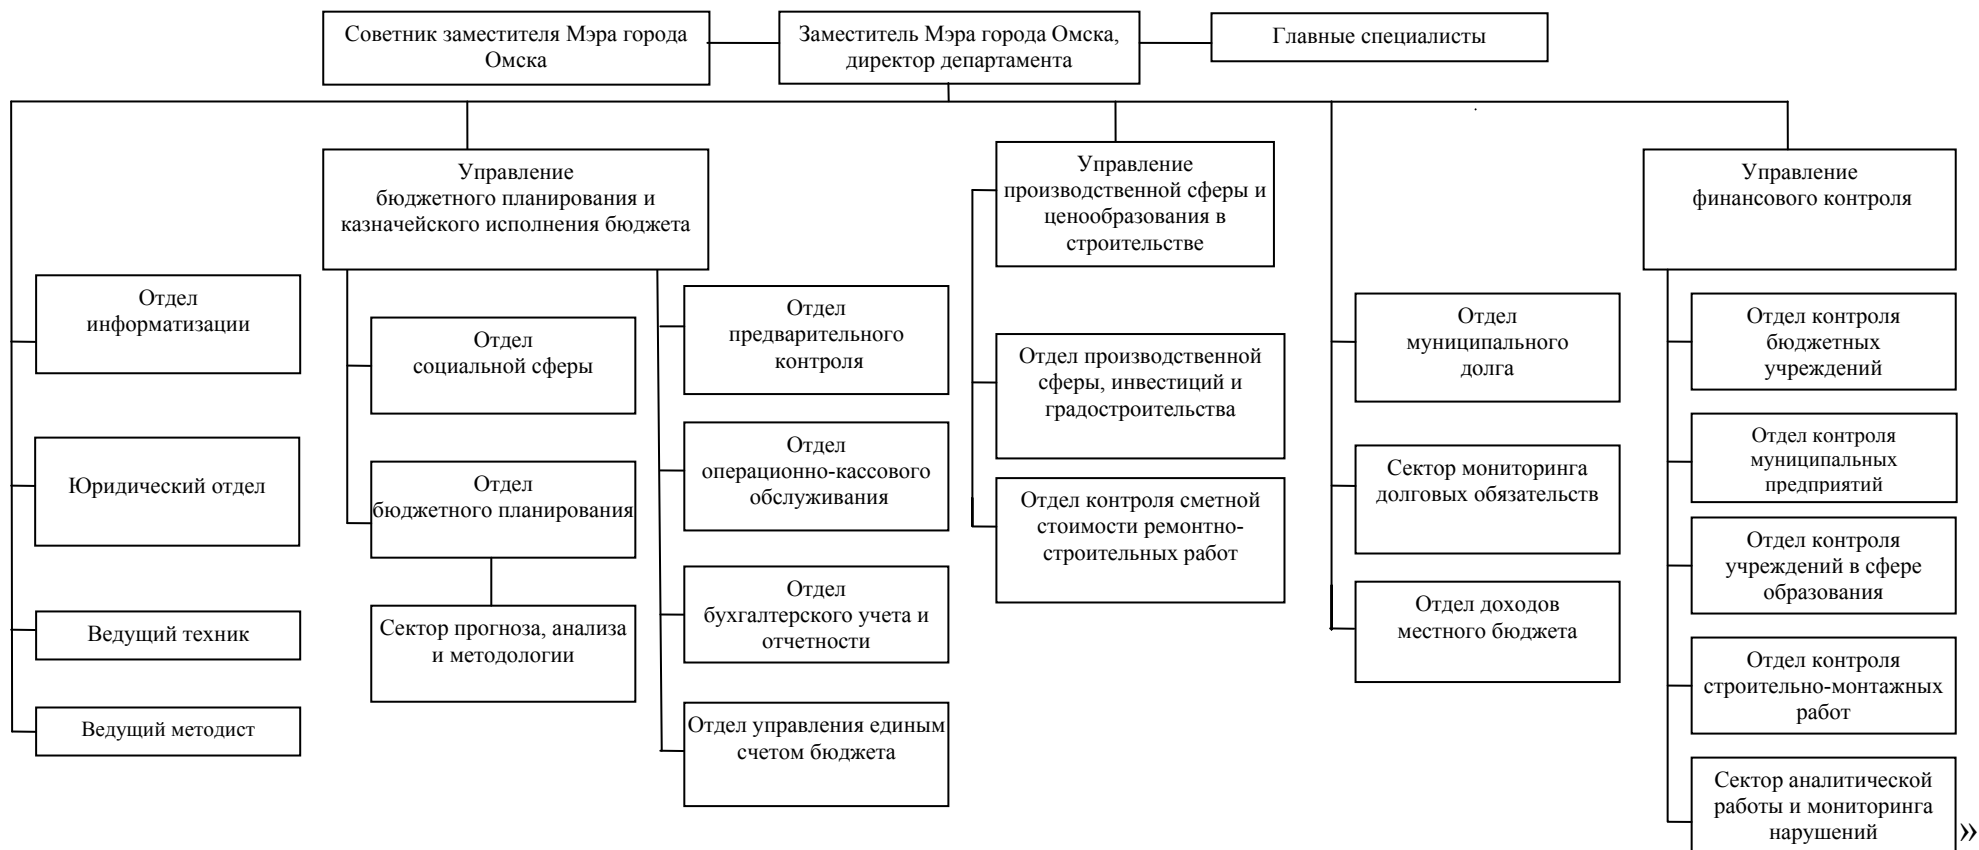 Советник заместителя Мэра города
Омска
Заместитель Мэра города Омска,
директор департамента
Главные специалисты
Управление
бюджетного планирования и
казначейского исполнения бюджета
Управление
производственной сферы и
ценообразования в
строительстве
Управление
финансового контроля
Отдел
информатизации
Юридический отдел
Ведущий техник
Ведущий методист
Отдел
социальной сферы
Отдел
бюджетного планирования
Сектор прогноза, анализа
и методологии
Отдел
предварительного
контроля
Отдел
операционно-кассового
обслуживания
Отдел
бухгалтерского учета и
отчетности
Отдел управления единым
счетом бюджета
Отдел производственной
сферы, инвестиций и
градостроительства
Отдел контроля сметной
стоимости ремонтно-
строительных работ
Отдел
муниципального
долга
Сектор мониторинга
долговых обязательств
Отдел доходов
местного бюджета
Отдел контроля
бюджетных
учреждений
Отдел контроля
муниципальных
предприятий
Отдел контроля
учреждений в сфере
образования
Отдел контроля
строительно-монтажных
работ
Сектор аналитической
работы и мониторинга
нарушений
»